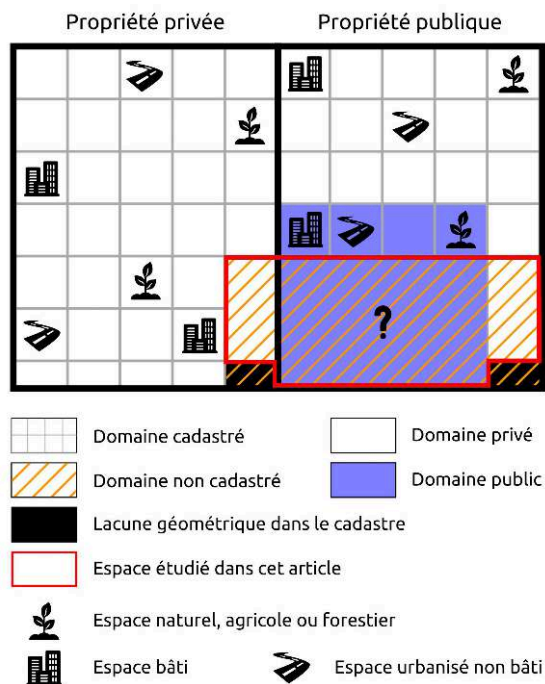 Propriété privée Propriété publique
?
Domaine cadastré Domaine privé
Domaine non cadastré Domaine public
Lacune géométrique dans le cadastre
Espace étudié dans cet article
Espace naturel, agricole ou forestier
Espace bâti Espace urbanisé non bâti